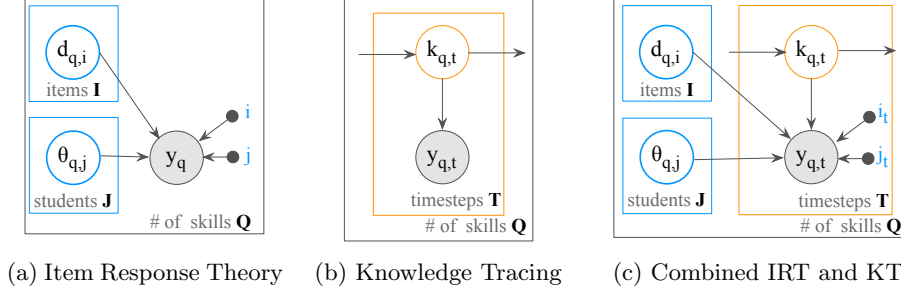 d_{q,i}
items I
i
θ_{q,j}
y_q
j
students J
# of skills Q
k_{q,t}
y_{q,t}
timesteps T
# of skills Q
d_{q,i}
k_{q,t}
items I
i_t
θ_{q,j}
y_{q,t}
j_t
students J
timesteps T
# of skills Q
(a) Item Response Theory
(b) Knowledge Tracing
(c) Combined IRT and KT